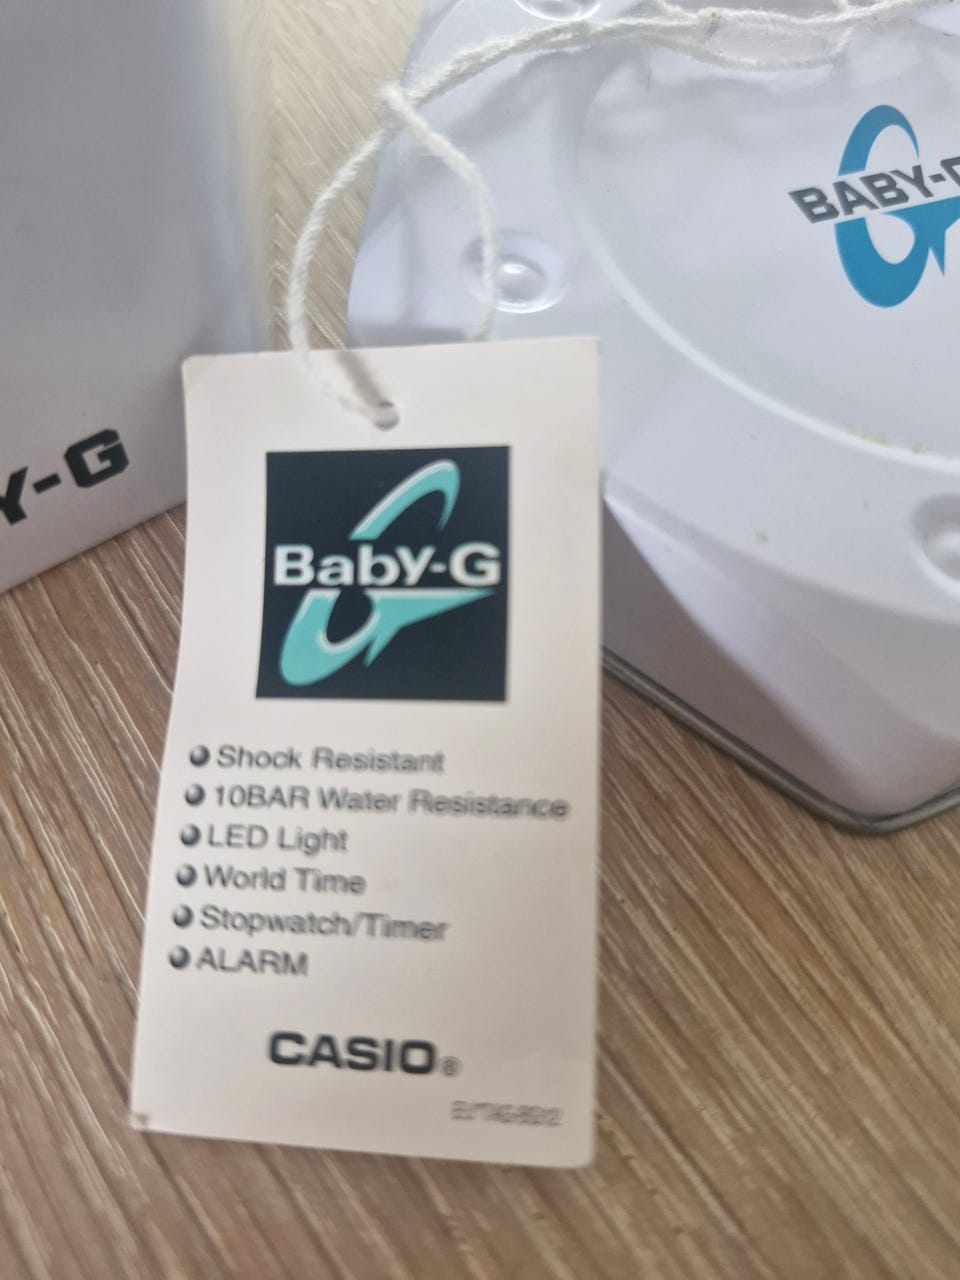 BABY-G
Y-G
BabY-G
Shock Resistant
10BAR Water Resistance
LED Light
World Time
Stopwatch/Timer
ALARM
CASIO®